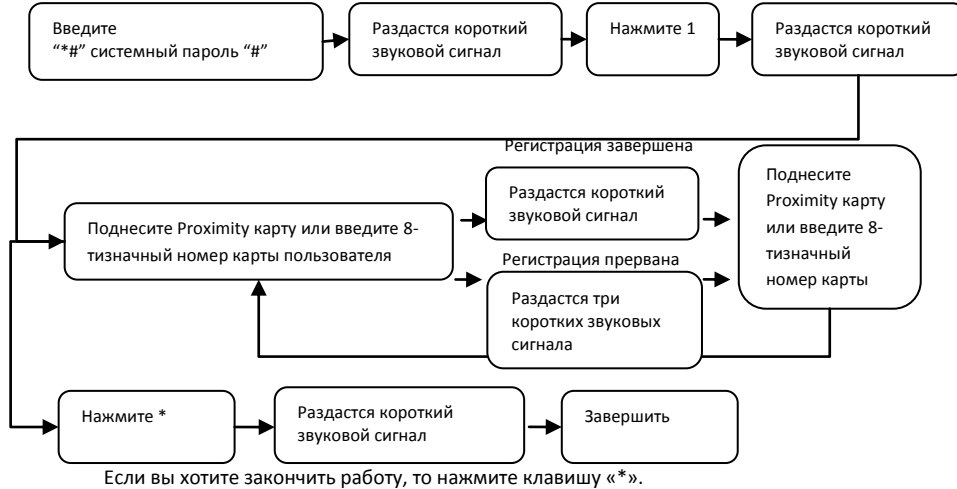 Введите
“*#” системный пароль “#”
Раздастся короткий
звуковой сигнал
Нажмите 1
Раздастся короткий
звуковой сигнал
Регистрация завершена
Раздастся короткий
звуковой сигнал
Поднесите
Proximity карту
или введите 8-
тизначный
номер карты
Поднесите Proximity карту или введите 8-
тизначный номер карты пользователя
Регистрация прервана
Раздастся три
коротких звуковых
сигнала
Нажмите *
Раздастся короткий
звуковой сигнал
Завершить
Если вы хотите закончить работу, то нажмите клавишу «*».